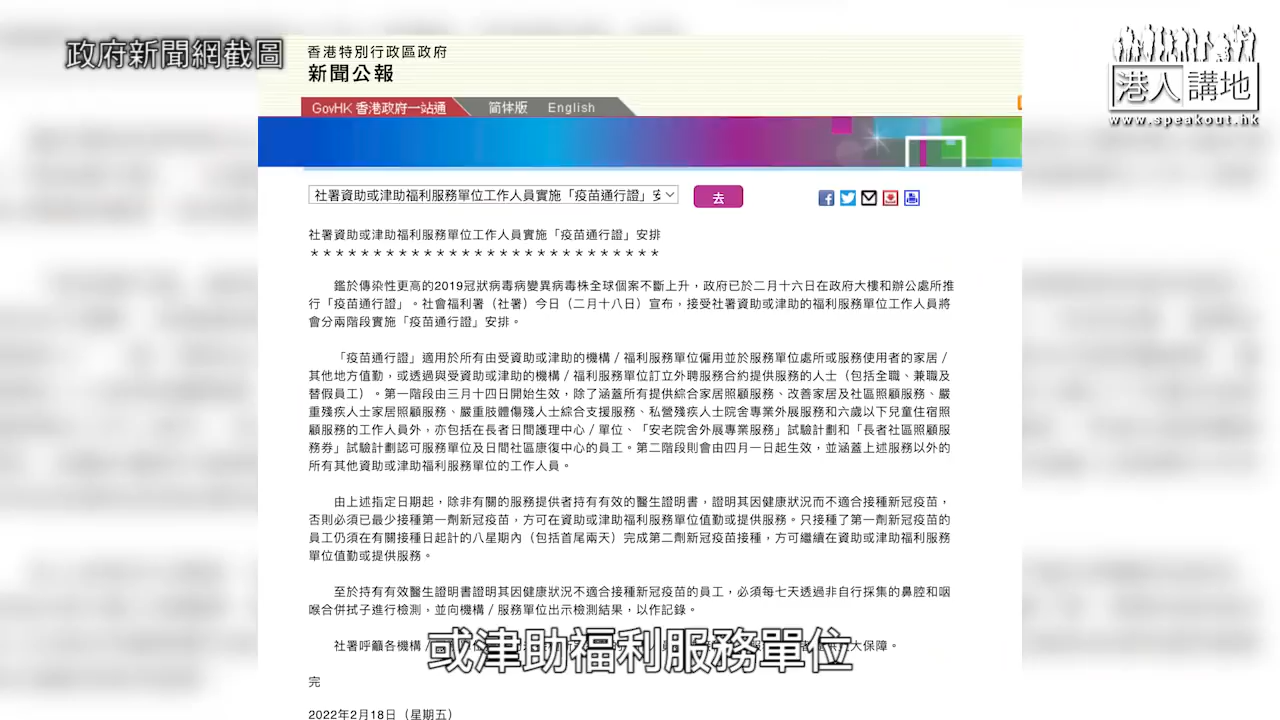 政府新聞網截圖
港人講地
www.speakout.hk
香港特別行政區政府
新聞公報
GovHK 香港政府一站通 简体版 English
社署資助或津助福利服務單位工作人員實施「疫苗通行證」安
去
社署資助或津助福利服務單位工作人員實施「疫苗通行證」安排
＊＊＊＊＊＊＊＊＊＊＊＊＊＊＊＊＊＊＊＊＊＊＊＊＊＊＊＊
鑑於傳染性更高的2019冠狀病毒病變異病毒株全球個案不斷上升，政府已於二月十六日在政府大樓和辦公處所推
行「疫苗通行證」。社會福利署（社署）今日（二月十八日）宣布，接受社署資助或津助的福利服務單位工作人員將
會分兩階段實施「疫苗通行證」安排。
「疫苗通行證」適用於所有由受資助或津助的機構／福利服務單位僱用並於服務單位處所或服務使用者的家居／
其他地方值勤，或透過與受資助或津助的機構／福利服務單位訂立外聘服務合約提供服務的人士（包括全職、兼職及
替假員工）。第一階段由三月十四日開始生效，除了涵蓋所有提供綜合家居照顧服務、改善家居及社區照顧服務、嚴
重殘疾人士家居照顧服務、嚴重肢體傷殘人士綜合支援服務、私營殘疾人士院舍專業外展服務和六歲以下兒童住宿照
顧服務的工作人員外，亦包括在長者日間護理中心／單位、「安老院舍外展專業服務」試驗計劃和「長者社區照顧服
務券」試驗計劃認可服務單位及日間社區康復中心的員工。第二階段則會由四月一日起生效，並涵蓋上述服務以外的
所有其他資助或津助福利服務單位的工作人員。
由上述指定日期起，除非有關的服務提供者持有有效的醫生證明書，證明其因健康狀況而不適合接種新冠疫苗，
否則必須已最少接種第一劑新冠疫苗，方可在資助或津助福利服務單位值勤或提供服務。只接種了第一劑新冠疫苗的
員工仍須在有關接種日起計的八星期內（包括首尾兩天）完成第二劑新冠疫苗接種，方可繼續在資助或津助福利服務
單位值勤或提供服務。
至於持有有效醫生證明書證明其因健康狀況不適合接種新冠疫苗的員工，必須每七天透過非自行採集的鼻腔和咽
喉合併拭子進行檢測，並向機構／服務單位出示檢測結果，以作記錄。
社署呼籲各機構／大保障。
或津助福利服務單位
完
2022年2月18日（星期五）